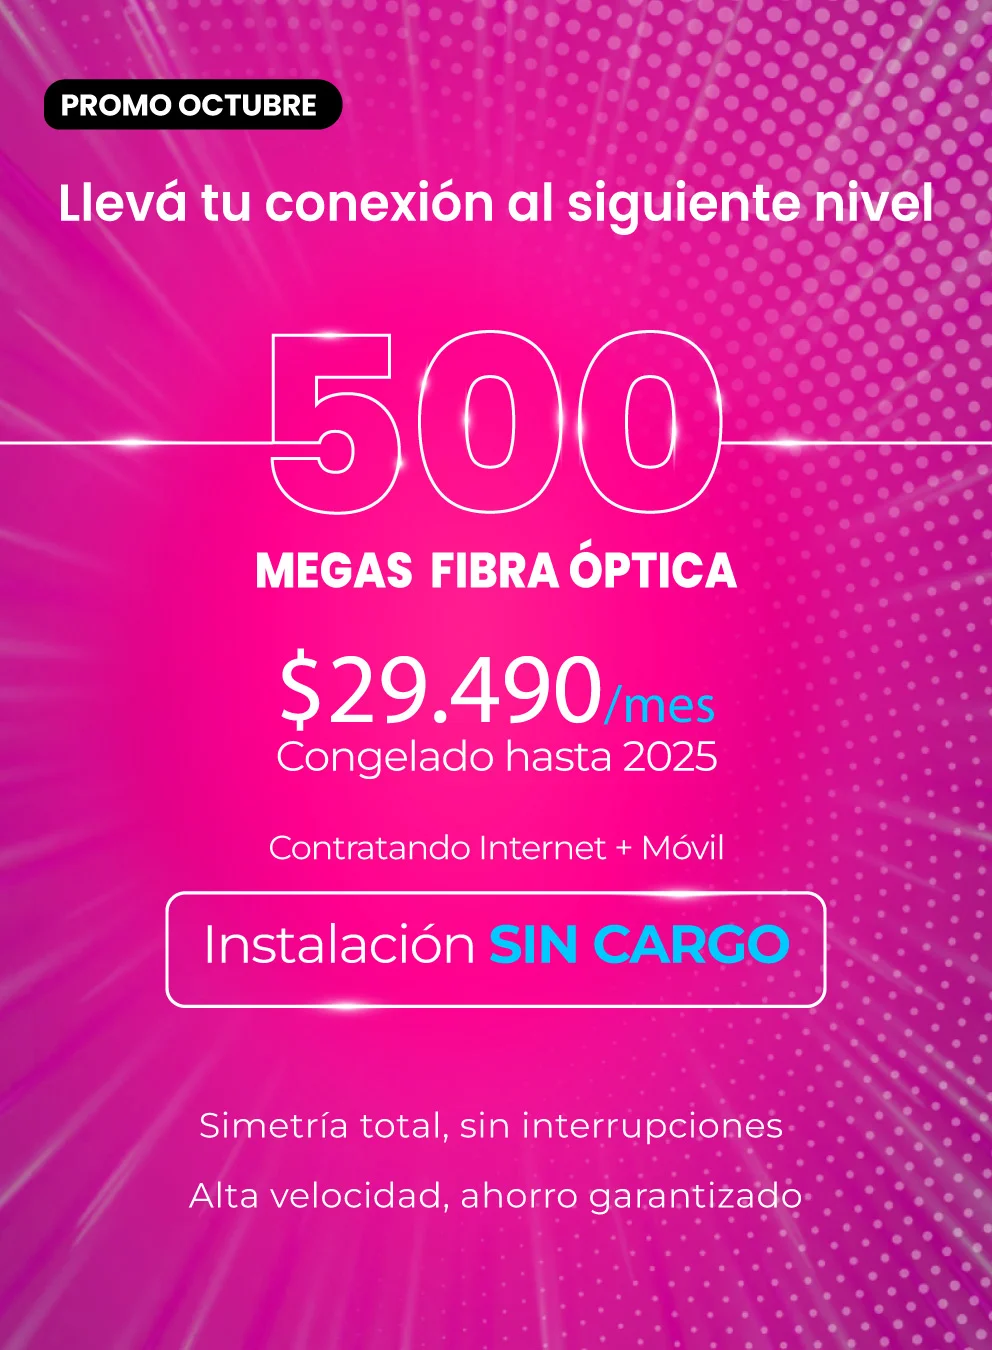 PROMO OCTUBRE
Llevá tu conexión al siguiente nivel
500
MEGAS FIBRA ÓPTICA
$29.490/mes
Congelado hasta 2025
Contratando Internet + Móvil
Instalación SIN CARGO
Simetría total, sin interrupciones
Alta velocidad, ahorro garantizado